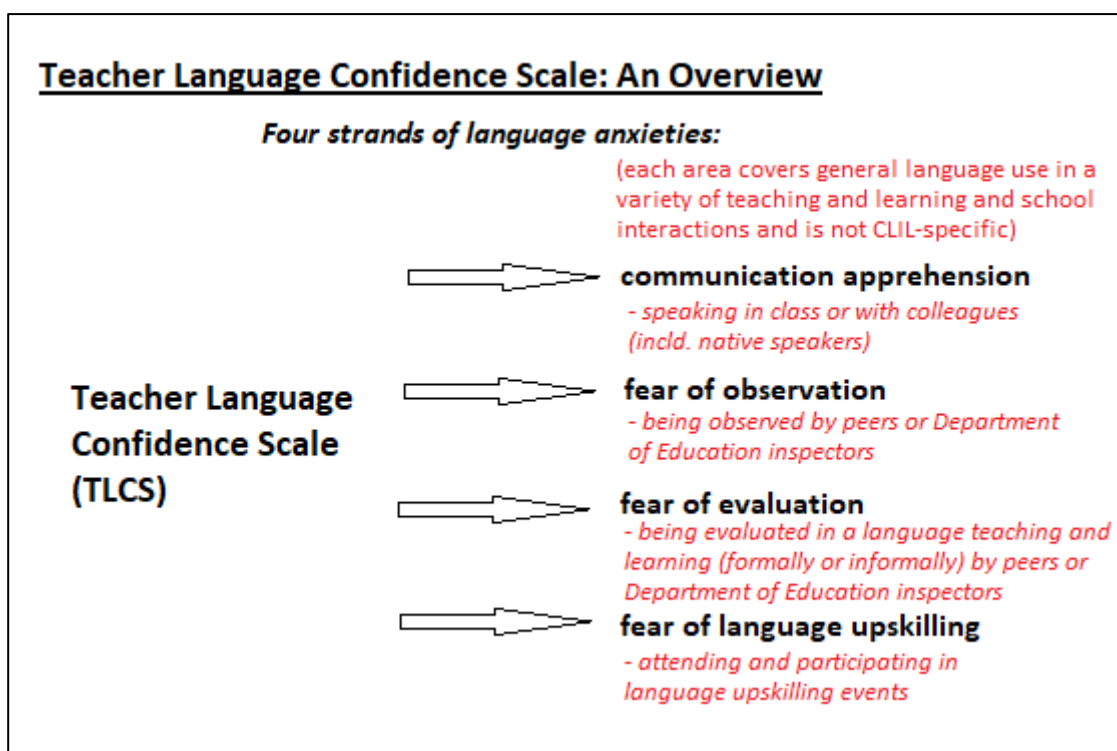 Teacher Language Confidence Scale: An Overview
Four strands of language anxieties:
(each area covers general language use in a
variety of teaching and learning and school
interactions and is not CLIL-specific)
communication apprehension
- speaking in class or with colleagues
(incld. native speakers)
Teacher Language
Confidence Scale
(TLCS)
fear of observation
- being observed by peers or Department
of Education inspectors
fear of evaluation
- being evaluated in a language teaching and
learning (formally or informally) by peers or
Department of Education inspectors
fear of language upskilling
- attending and participating in
language upskilling events